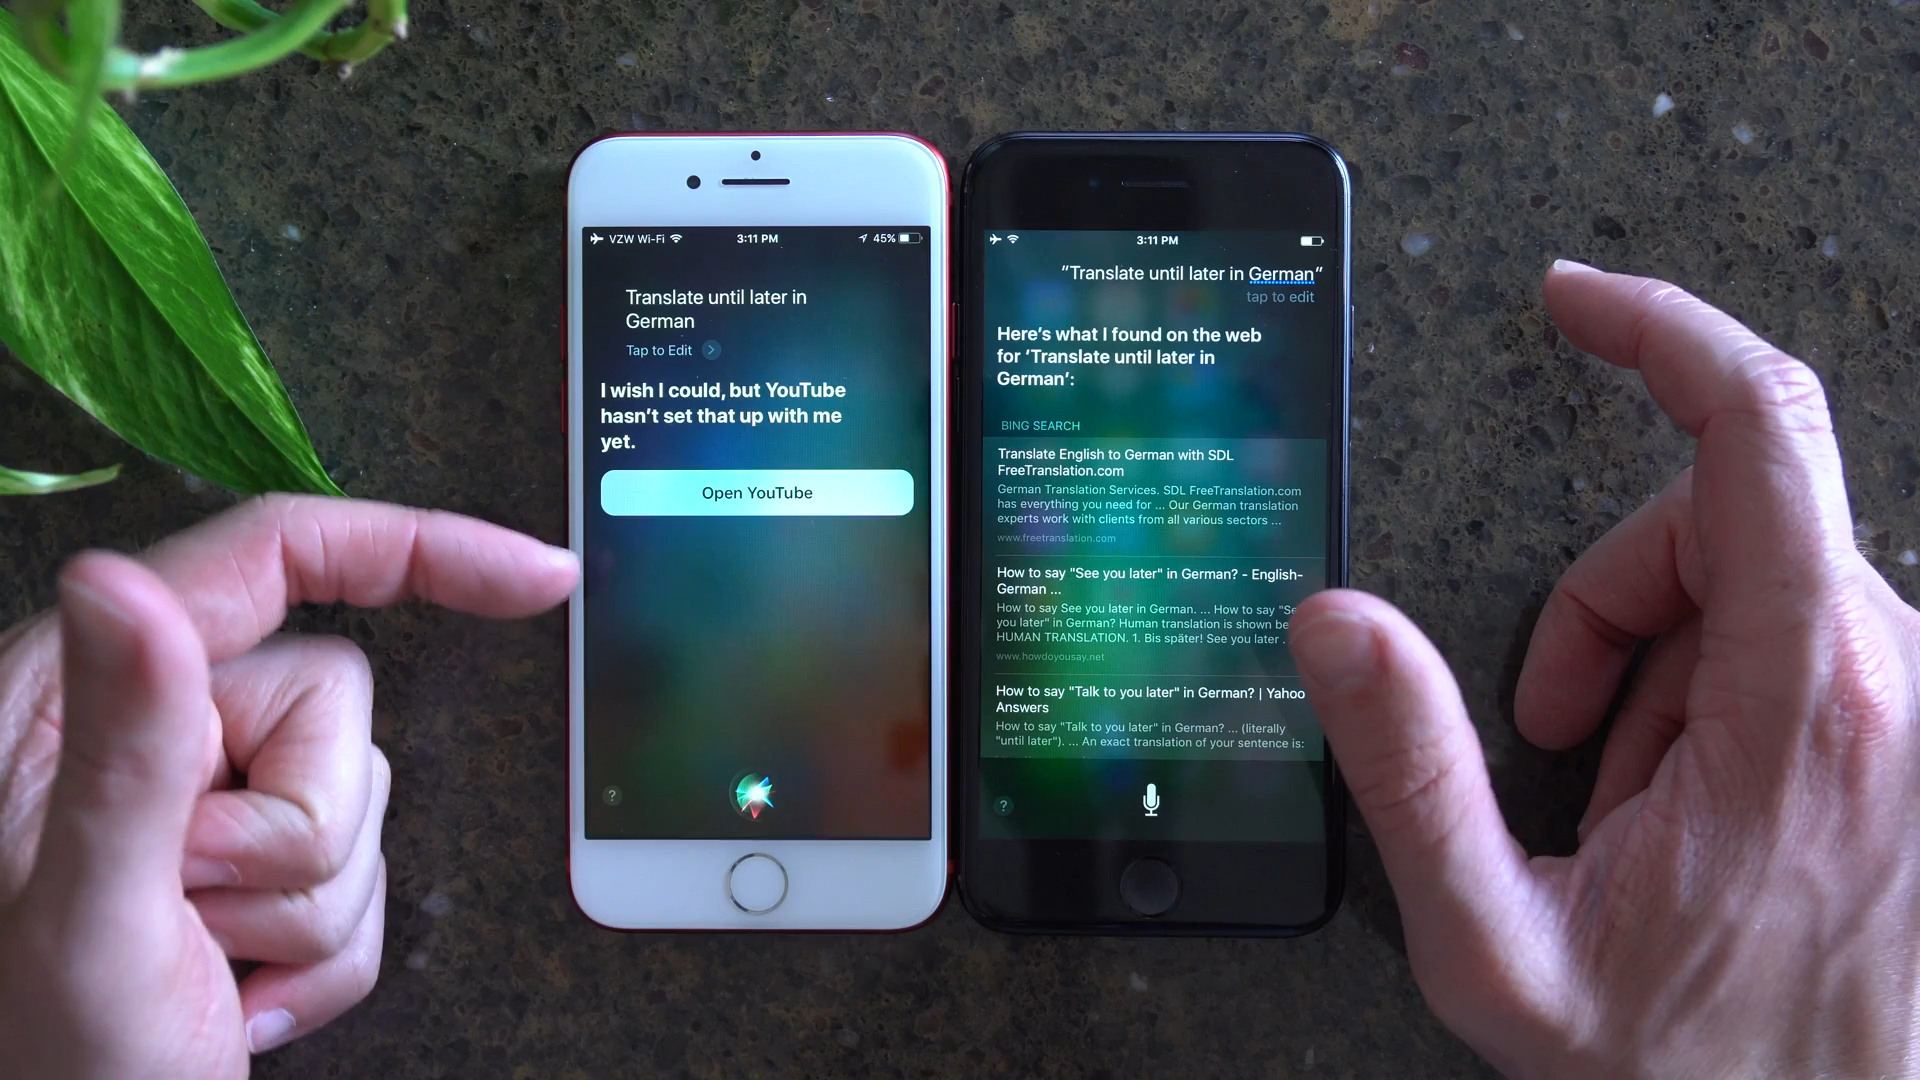 VZW Wi-Fi
3:11 PM
45%
Translate until later in
German
Tap to Edit
I wish I could, but YouTube
hasn't set that up with me
yet.
Open YouTube
?
3:11 PM
"Translate until later in German"
tap to edit
Here's what I found on the web
for 'Translate until later in
German':
BING SEARCH
Translate English to German with SDL
FreeTranslation.com
German Translation Services. SDL FreeTranslation.com
has everything you need for ... Our German translation
experts work with clients from all various sectors ...
www.freetranslation.com
How to say "See you later" in German? - English-
German ...
How to say See you later in German. ... How to say "Se
you later" in German? Human translation is shown be
HUMAN TRANSLATION. 1. Bis später! See you later .
www.howdoyousay.net
How to say "Talk to you later" in German? | Yahoo
Answers
How to say "Talk to you later" in German? ... (literally
"until later"). ... An exact translation of your sentence is:
?